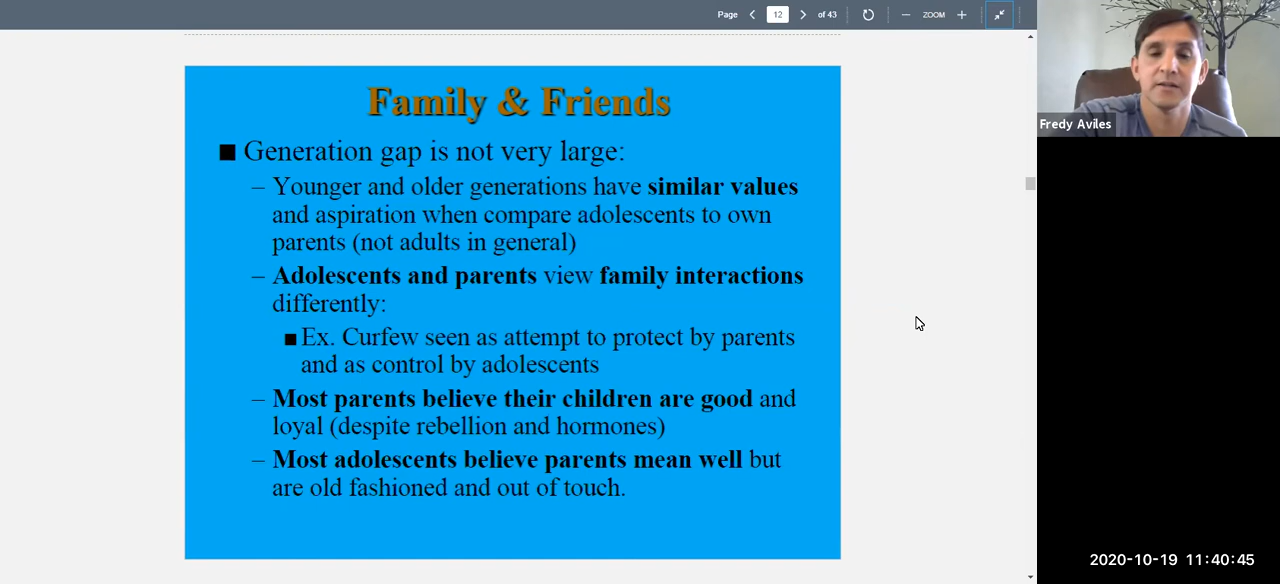 Page 12 of 43 ZOOM
Family & Friends
Generation gap is not very large:
– Younger and older generations have similar values
and aspiration when compare adolescents to own
parents (not adults in general)
– Adolescents and parents view family interactions
differently:
Ex. Curfew seen as attempt to protect by parents
and as control by adolescents
– Most parents believe their children are good and
loyal (despite rebellion and hormones)
– Most adolescents believe parents mean well but
are old fashioned and out of touch.
Fredy Aviles
2020-10-19 11:40:45